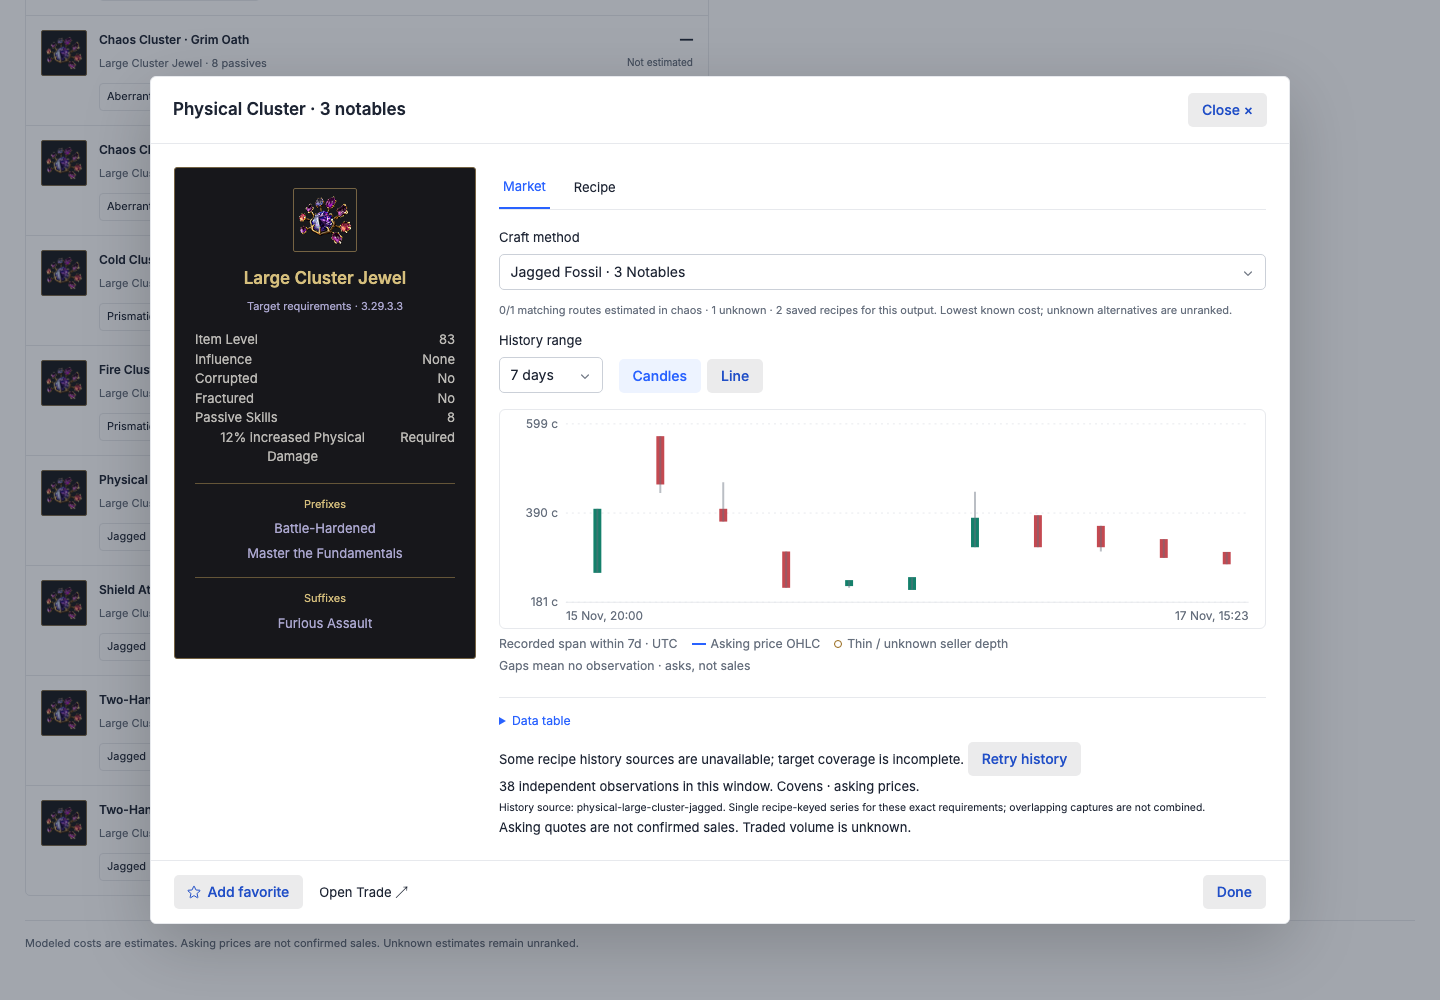 Chaos Cluster · Grim Oath
—
Large Cluster Jewel · 8 passives
Not estimated
Aberrant
Chaos Cl
Large Clu
Aberrant
Cold Clus
Large Clu
Prismatic
Fire Clus
Large Clu
Prismatic
Physical
Large Clu
Jagged
Shield At
Large Clu
Jagged
Two-Han
Large Clu
Jagged
Two-Han
Large Clu
Jagged
Physical Cluster · 3 notables
Close ×
Large Cluster Jewel
Target requirements · 3.29.3.3
Item Level 83
Influence None
Corrupted No
Fractured No
Passive Skills 8
12% increased Physical Required
Damage
Prefixes
Battle-Hardened
Master the Fundamentals
Suffixes
Furious Assault
Market Recipe
Craft method
Jagged Fossil · 3 Notables
0/1 matching routes estimated in chaos · 1 unknown · 2 saved recipes for this output. Lowest known cost; unknown alternatives are unranked.
History range
7 days Candles Line
599 c
390 c
181 c
15 Nov, 20:00 17 Nov, 15:23
Recorded span within 7d · UTC Asking price OHLC Thin / unknown seller depth
Gaps mean no observation · asks, not sales
Data table
Some recipe history sources are unavailable; target coverage is incomplete. Retry history
38 independent observations in this window. Covens · asking prices.
History source: physical-large-cluster-jagged. Single recipe-keyed series for these exact requirements; overlapping captures are not combined.
Asking quotes are not confirmed sales. Traded volume is unknown.
Add favorite Open Trade ↗ Done
Modeled costs are estimates. Asking prices are not confirmed sales. Unknown estimates remain unranked.